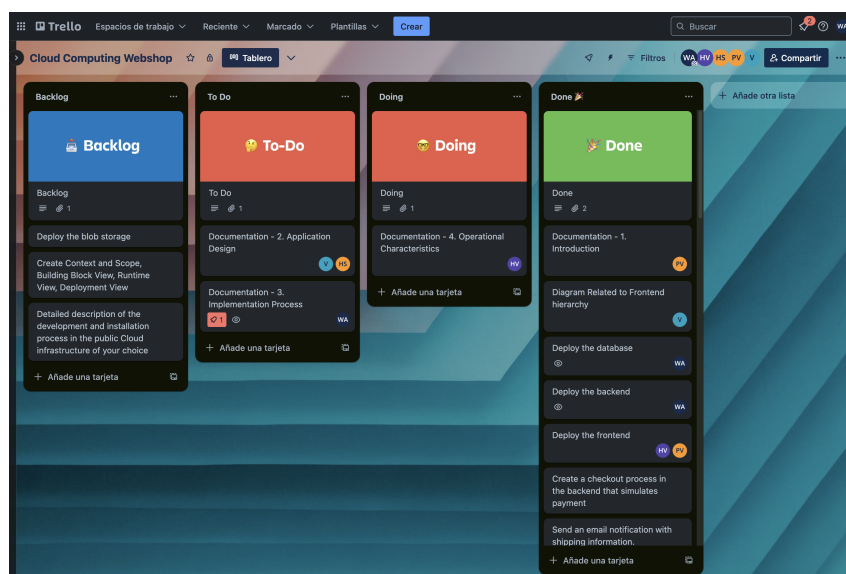 Trello
Espacios de trabajo
Reciente
Marcado
Plantillas
Crear
Buscar
2
WA
Cloud Computing Webshop
Tablero
Filtros
WA
HV
HS
PV
V
Compartir
Backlog
Backlog
Backlog
1
Deploy the blob storage
Create Context and Scope,
Building Block View, Runtime
View, Deployment View
Detailed description of the
development and installation
process in the public Cloud
infrastructure of your choice
+ Añade una tarjeta
To Do
To-Do
To Do
1
Documentation - 2. Application
Design
V
HS
Documentation - 3.
Implementation Process
1
WA
+ Añade una tarjeta
Doing
Doing
Doing
1
Documentation - 4. Operational
Characteristics
HV
+ Añade una tarjeta
Done 🎉
Done
Done
2
Documentation - 1.
Introduction
PV
Diagram Related to Frontend
hierarchy
V
Deploy the database
WA
Deploy the backend
WA
Deploy the frontend
HV
PV
Create a checkout process in
the backend that simulates
payment
Send an email notification with
shipping information.
+ Añade una tarjeta
+ Añade otra lista